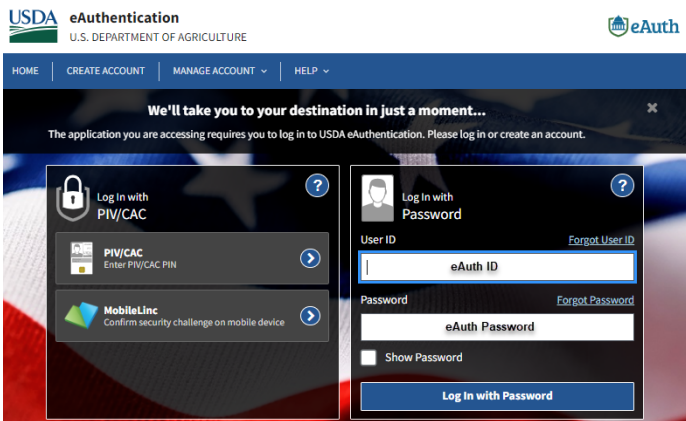 USDA
eAuthentication
U.S. DEPARTMENT OF AGRICULTURE
eAuth
HOME
CREATE ACCOUNT
MANAGE ACCOUNT
HELP
We'll take you to your destination in just a moment...
The application you are accessing requires you to log in to USDA eAuthentication. Please log in or create an account.
Log In with
PIV/CAC
?
PIV/CAC
Enter PIV/CAC PIN
MobileLinc
Confirm security challenge on mobile device
Log In with
Password
?
User ID
Forgot User ID
eAuth ID
Password
Forgot Password
eAuth Password
Show Password
Log In with Password